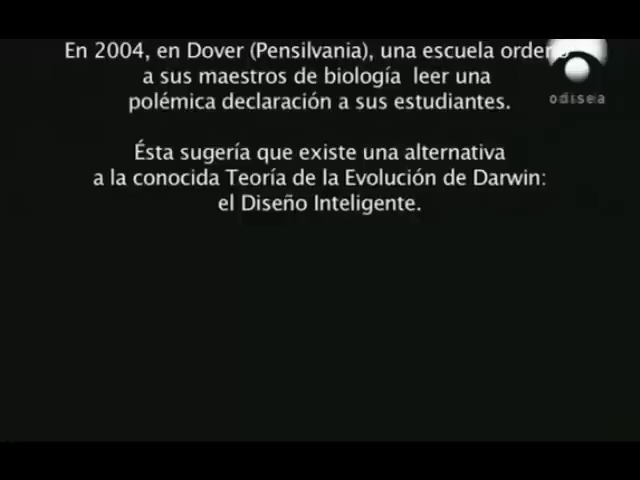 En 2004, en Dover (Pensilvania), una escuela ordenó
a sus maestros de biología leer una
polémica declaración a sus estudiantes.
Ésta sugería que existe una alternativa
a la conocida Teoría de la Evolución de Darwin:
el Diseño Inteligente.
odisea